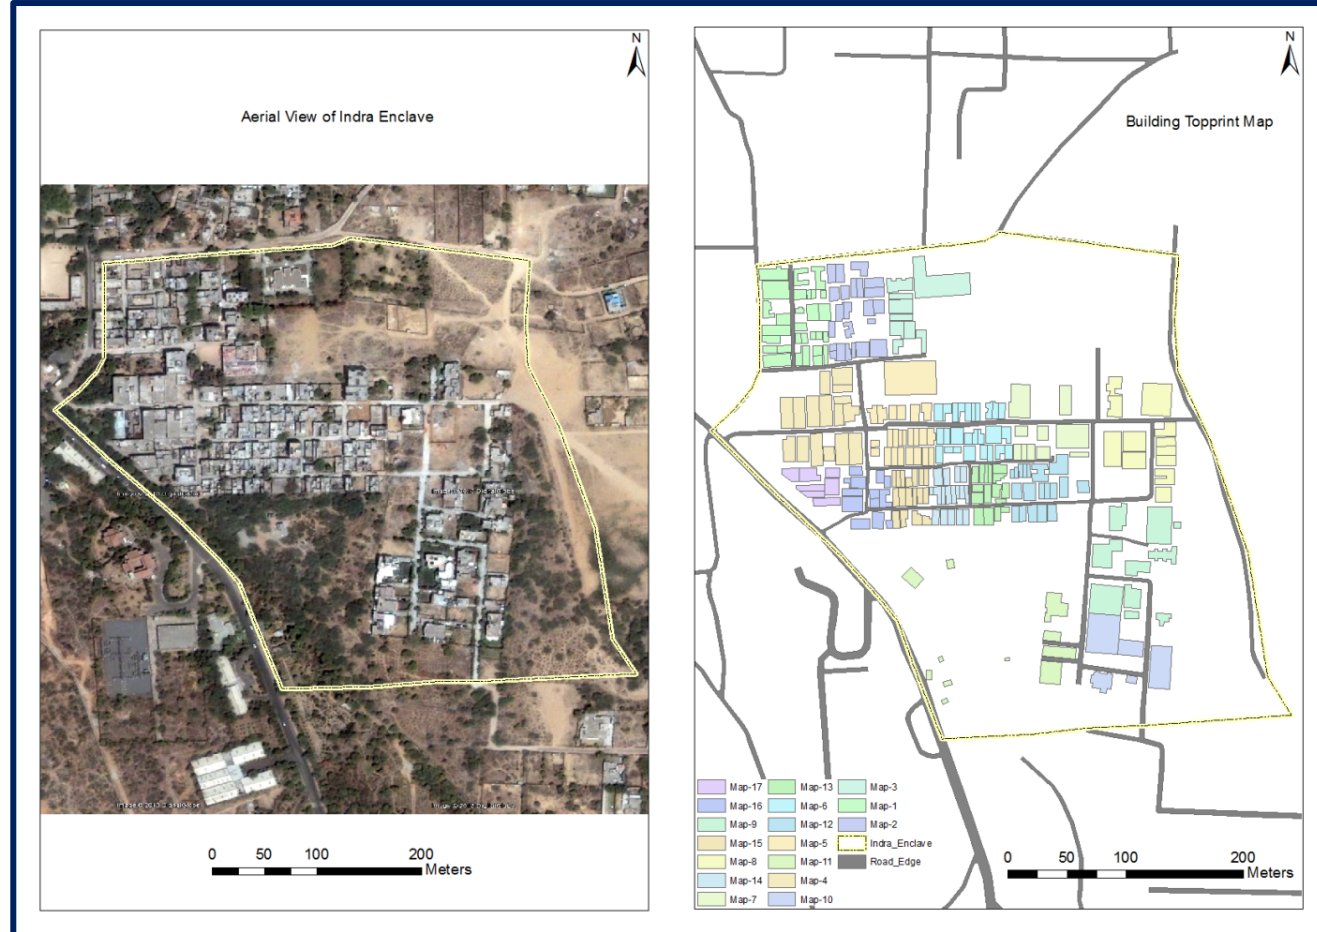 N
Aerial View of Indra Enclave
0 50 100 200
Meters
N
Building Topprint Map
Map-17 Map-13 Map-3
Map-16 Map-6 Map-1
Map-9 Map-12 Map-2
Map-15 Map-5 Indra_Enclave
Map-8 Map-11 Road_Edge
Map-14 Map-4
Map-7 Map-10
0 50 100 200
Meters